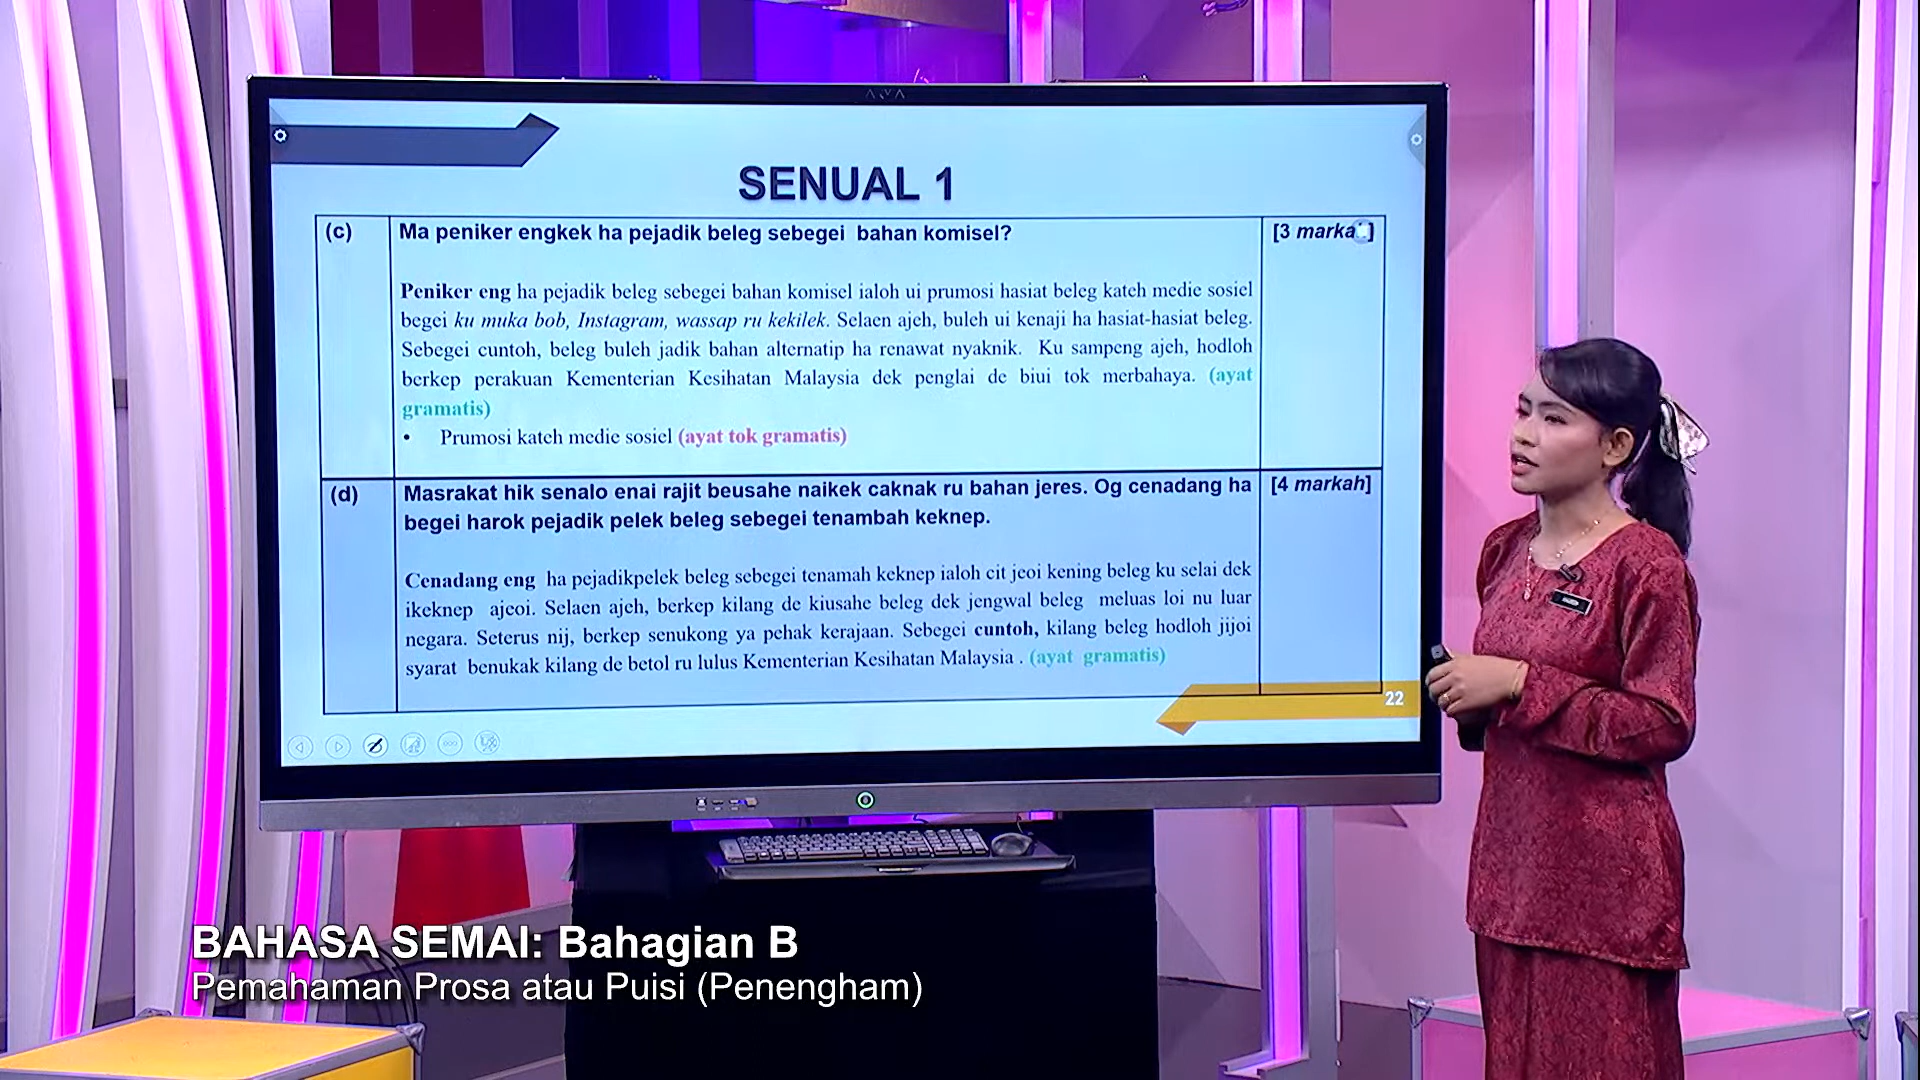 SENUAL 1
(c) Ma peniker engkek ha pejadik beleg sebegei bahan komisel? [3 marka ]
Peniker eng ha pejadik beleg sebegei bahan komisel ialoh ui prumosi hasiat beleg kateh medie sosiel
begei ku muka bob, Instagram, wassap ru kekilek. Selaen ajeh, buleh ui kenaji ha hasiat-hasiat beleg.
Sebegei cuntoh, beleg buleh jadik bahan alternatip ha renawat nyaknik. Ku sampeng ajeh, hodloh
berkep perakuan Kementerian Kesihatan Malaysia dek penglai de biui tok merbahaya. (ayat
gramatis)
• Prumosi kateh medie sosiel (ayat tok gramatis)
(d) Masrakat hik senalo enai rajit beusahe naikek caknak ru bahan jeres. Og cenadang ha [4 markah]
begei harok pejadik pelek beleg sebegei tenambah keknep.
Cenadang eng ha pejadikpelek beleg sebegei tenamah keknep ialoh cit jeoi kening beleg ku selai dek
ikeknep ajeoi. Selaen ajeh, berkep kilang de kiusahe beleg dek jengwal beleg meluas loi nu luar
negara. Seterus nij, berkep senukong ya pehak kerajaan. Sebegei cuntoh, kilang beleg hodloh jijoi
syarat benukak kilang de betol ru lulus Kementerian Kesihatan Malaysia . (ayat gramatis)
22
BAHASA SEMAI: Bahagian B
Pemahaman Prosa atau Puisi (Penengham)